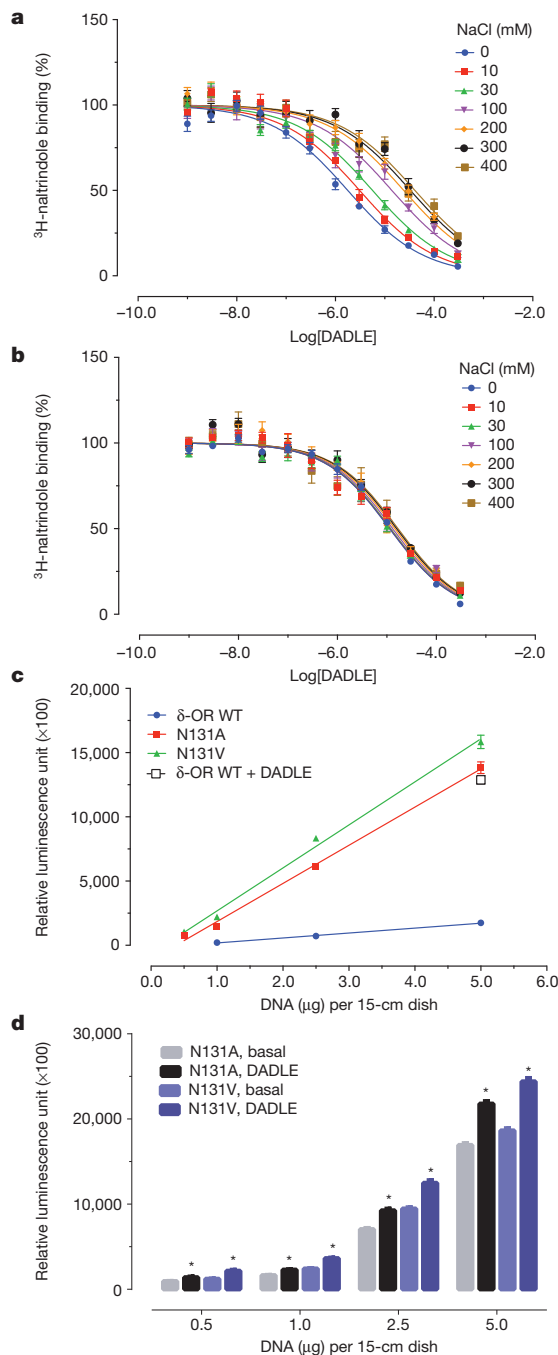 a
NaCl (mM)
0
10
30
100
200
300
400
³H-naltrindole binding (%)
150
100
50
0
–10.0
–8.0
–6.0
–4.0
–2.0
Log[DADLE]
b
NaCl (mM)
0
10
30
100
200
300
400
³H-naltrindole binding (%)
150
100
50
0
–10.0
–8.0
–6.0
–4.0
–2.0
Log[DADLE]
c
δ-OR WT
N131A
N131V
δ-OR WT + DADLE
Relative luminescence unit (×100)
20,000
15,000
10,000
5,000
0
0.0
1.0
2.0
3.0
4.0
5.0
6.0
DNA (μg) per 15-cm dish
d
N131A, basal
N131A, DADLE
N131V, basal
N131V, DADLE
Relative luminescence unit (×100)
30,000
20,000
10,000
0
*
*
*
*
*
*
*
*
0.5
1.0
2.5
5.0
DNA (μg) per 15-cm dish